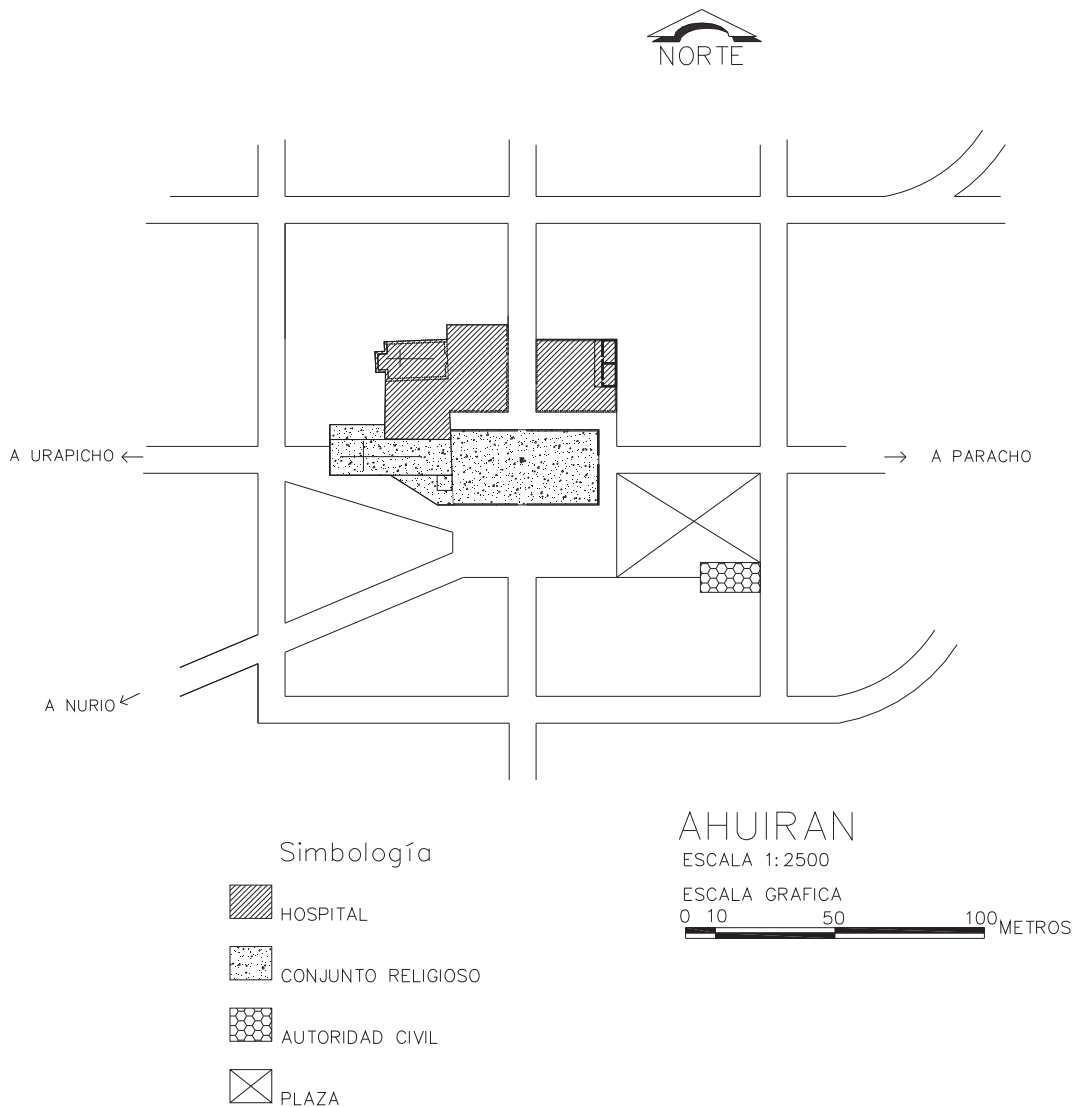 NORTE
A URAPICHO
A PARACHO
A NURIO
Simbología
HOSPITAL
CONJUNTO RELIGIOSO
AUTORIDAD CIVIL
PLAZA
AHUIRAN
ESCALA 1:2500
ESCALA GRAFICA
0 10 50 100 METROS